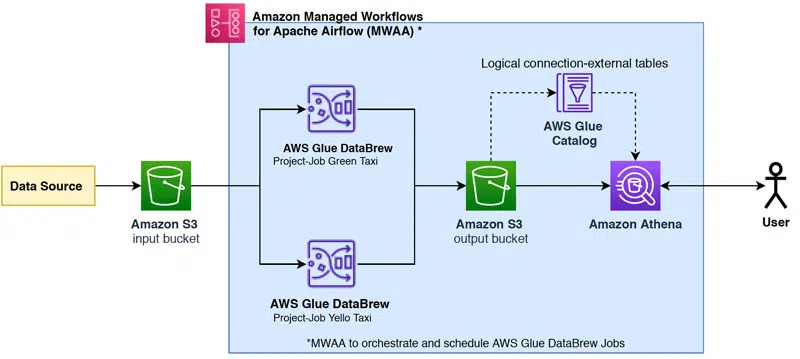 Amazon Managed Workflows
for Apache Airflow (MWAA) *
Logical connection-external tables
AWS Glue
Catalog
AWS Glue DataBrew
Project-Job Green Taxi
Data Source
Amazon S3
input bucket
Amazon S3
output bucket
Amazon Athena
User
AWS Glue DataBrew
Project-Job Yello Taxi
*MWAA to orchestrate and schedule AWS Glue DataBrew Jobs